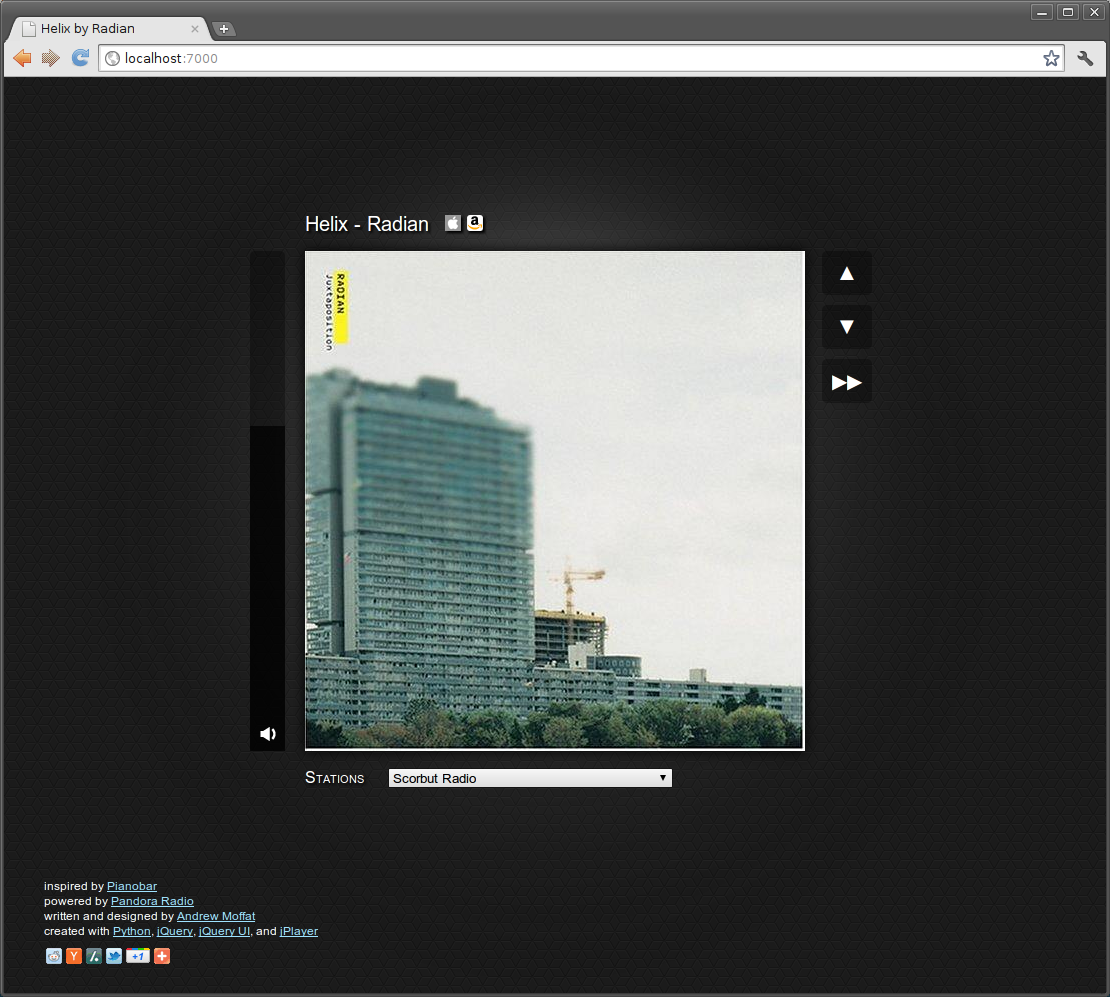 Helix by Radian
localhost:7000
Helix - Radian
RADIAN
Juxtaposition
Stations
Scorbut Radio
inspired by Pianobar
powered by Pandora Radio
written and designed by Andrew Moffat
created with Python, jQuery, jQuery UI, and jPlayer
+1